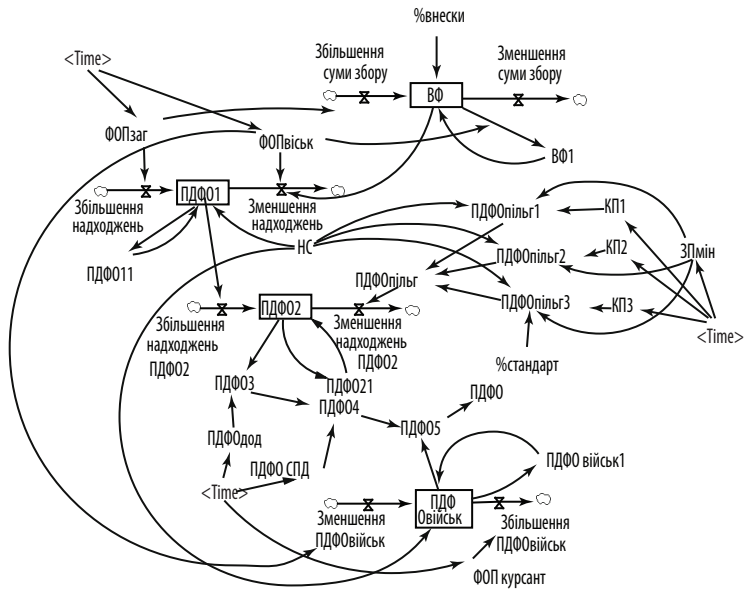 %внески
<Time>
Збільшення
суми збору
Зменшення
суми збору
ВФ
ФОПзаг
ФОПвіськ
ВФ1
ПДФО1
Збільшення
надходжень
Зменшення
надходжень
ПДФО11
НС
ПДФОпільг1
КП1
ПДФОпільг2
КП2
ЗПмін
ПДФОпільг
ПДФОпільг3
КП3
<Time>
ПДФО2
Збільшення
надходжень
ПДФО2
Зменшення
надходжень
ПДФО2
%стандарт
ПДФО3
ПДФО21
ПДФО4
ПДФО
ПДФО5
ПДФОдод
ПДФО СПД
<Time>
ПДФО військ1
ПДФ
Овійськ
Зменшення
ПДФОвійськ
Збільшення
ПДФОвійськ
ФОП курсант